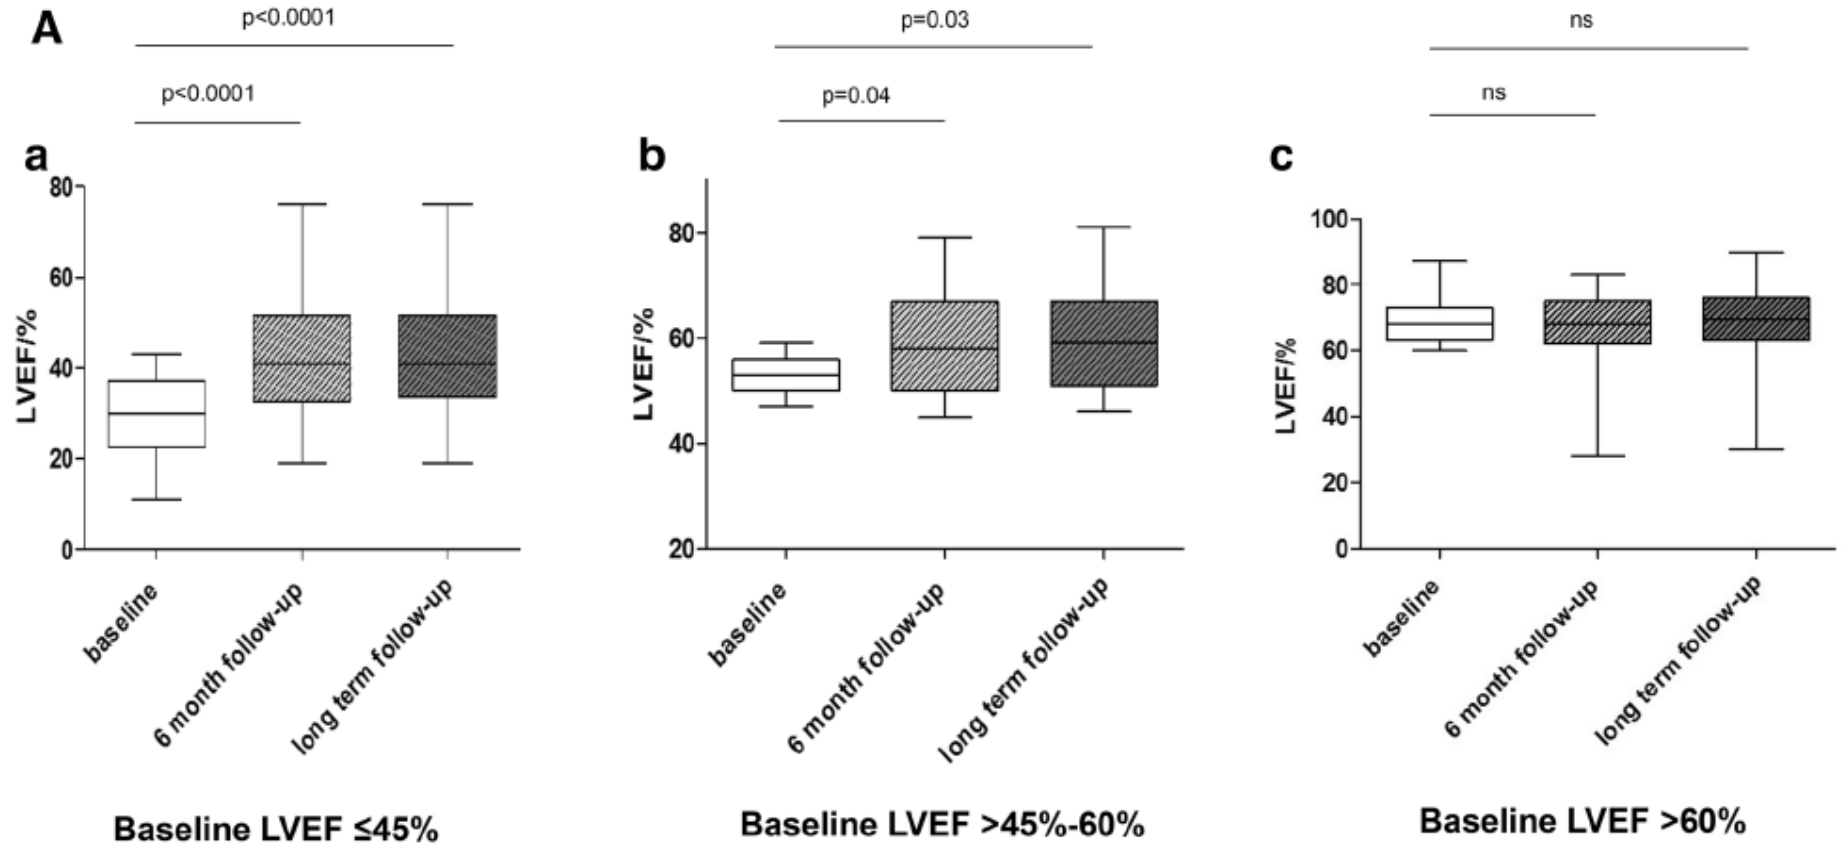 A
p<0.0001
p<0.0001
a
80
60
40
20
0
LVEF/%
baseline
6 month follow-up
long term follow-up
Baseline LVEF ≤45%
p=0.03
p=0.04
b
80
60
40
20
LVEF/%
baseline
6 month follow-up
long term follow-up
Baseline LVEF >45%-60%
ns
ns
c
100
80
60
40
20
0
LVEF/%
baseline
6 month follow-up
long term follow-up
Baseline LVEF >60%